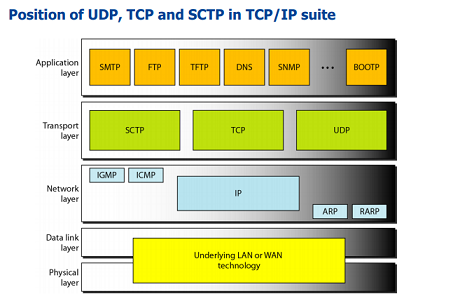 Position of UDP, TCP and SCTP in TCP/IP suite
Application
layer
SMTP FTP TFTP DNS SNMP ••• BOOTP
Transport
layer
SCTP TCP UDP
Network
layer
IGMP ICMP
IP
ARP RARP
Data link
layer
Underlying LAN or WAN
technology
Physical
layer